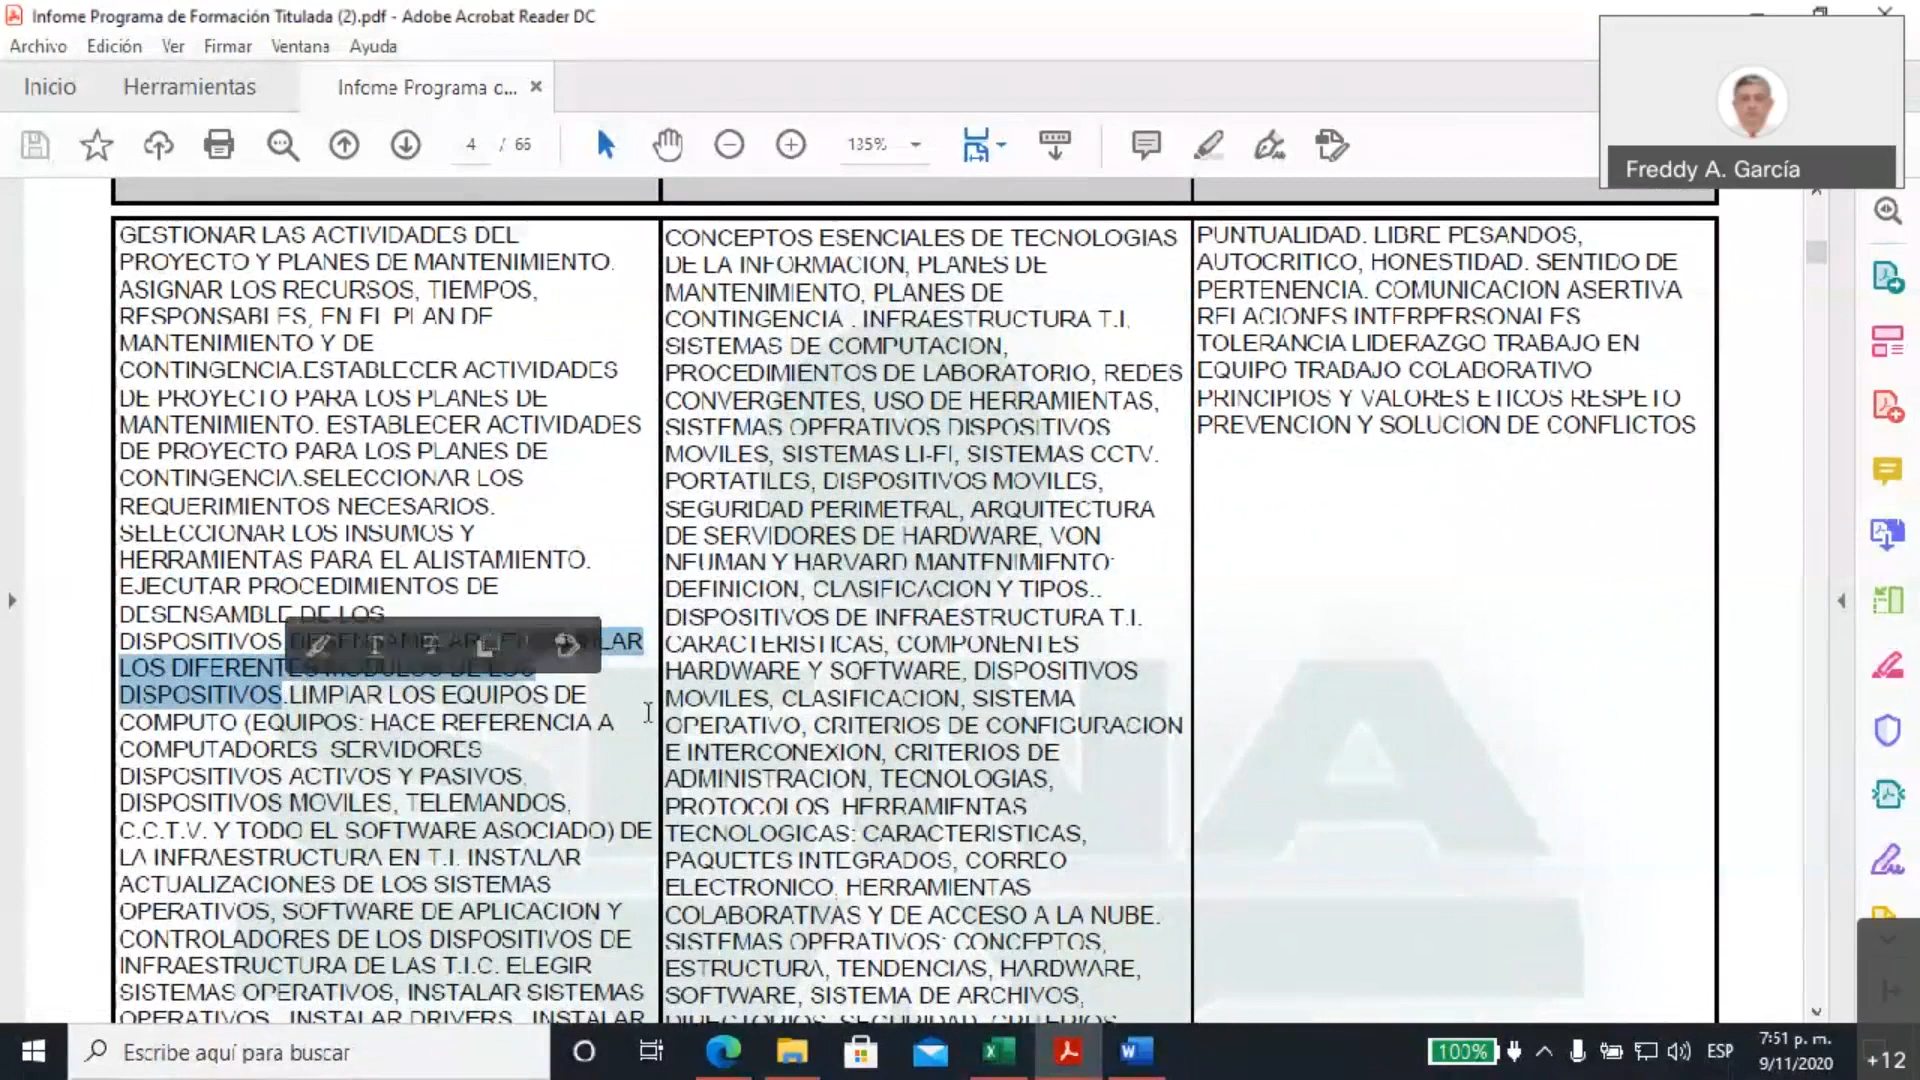 Infome Programa de Formación Titulada (2).pdf - Adobe Acrobat Reader DC
Archivo Edición Ver Firmar Ventana Ayuda
Inicio Herramientas Infome Programa d...
4 / 66 135%
Freddy A. García
GESTIONAR LAS ACTIVIDADES DEL
PROYECTO Y PLANES DE MANTENIMIENTO.
ASIGNAR LOS RECURSOS, TIEMPOS,
RESPONSABLES, EN EL PLAN DE
MANTENIMIENTO Y DE
CONTINGENCIA.ESTABLECER ACTIVIDADES
DE PROYECTO PARA LOS PLANES DE
MANTENIMIENTO. ESTABLECER ACTIVIDADES
DE PROYECTO PARA LOS PLANES DE
CONTINGENCIA.SELECCIONAR LOS
REQUERIMIENTOS NECESARIOS.
SELECCIONAR LOS INSUMOS Y
HERRAMIENTAS PARA EL ALISTAMIENTO.
EJECUTAR PROCEDIMIENTOS DE
DESENSAMBLE DE LOS
DISPOSITIVOS
LOS DIFERENTES MODULOS DE LOS
DISPOSITIVOS.LIMPIAR LOS EQUIPOS DE
COMPUTO (EQUIPOS: HACE REFERENCIA A
COMPUTADORES SERVIDORES
DISPOSITIVOS ACTIVOS Y PASIVOS,
DISPOSITIVOS MOVILES, TELEMANDOS,
C.C.T.V. Y TODO EL SOFTWARE ASOCIADO) DE
LA INFRAESTRUCTURA EN T.I. INSTALAR
ACTUALIZACIONES DE LOS SISTEMAS
OPERATIVOS, SOFTWARE DE APLICACION Y
CONTROLADORES DE LOS DISPOSITIVOS DE
INFRAESTRUCTURA DE LAS T.I.C. ELEGIR
SISTEMAS OPERATIVOS, INSTALAR SISTEMAS
OPERATIVOS, INSTALAR DRIVERS, INSTALAR
CONCEPTOS ESENCIALES DE TECNOLOGIAS
DE LA INFORMACION, PLANES DE
MANTENIMIENTO, PLANES DE
CONTINGENCIA . INFRAESTRUCTURA T.I.
SISTEMAS DE COMPUTACION,
PROCEDIMIENTOS DE LABORATORIO, REDES
CONVERGENTES, USO DE HERRAMIENTAS,
SISTEMAS OPERATIVOS DISPOSITIVOS
MOVILES, SISTEMAS LI-FI, SISTEMAS CCTV.
PORTATILES, DISPOSITIVOS MOVILES,
SEGURIDAD PERIMETRAL, ARQUITECTURA
DE SERVIDORES DE HARDWARE, VON
NEUMAN Y HARVARD MANTENIMIENTO:
DEFINICION, CLASIFICACION Y TIPOS..
DISPOSITIVOS DE INFRAESTRUCTURA T.I.
CARACTERISTICAS, COMPONENTES
HARDWARE Y SOFTWARE, DISPOSITIVOS
MOVILES, CLASIFICACION, SISTEMA
OPERATIVO, CRITERIOS DE CONFIGURACION
E INTERCONEXION, CRITERIOS DE
ADMINISTRACION, TECNOLOGIAS,
PROTOCOLOS HERRAMIENTAS
TECNOLOGICAS: CARACTERISTICAS,
PAQUETES INTEGRADOS, CORREO
ELECTRONICO, HERRAMIENTAS
COLABORATIVAS Y DE ACCESO A LA NUBE.
SISTEMAS OPERATIVOS: CONCEPTOS,
ESTRUCTURA, TENDENCIAS, HARDWARE,
SOFTWARE, SISTEMA DE ARCHIVOS,
DIRECTORIOS, SEGURIDAD, CRITERIOS
PUNTUALIDAD. LIBRE PESANDOS,
AUTOCRITICO, HONESTIDAD. SENTIDO DE
PERTENENCIA. COMUNICACION ASERTIVA
RELACIONES INTERPERSONALES
TOLERANCIA LIDERAZGO TRABAJO EN
EQUIPO TRABAJO COLABORATIVO
PRINCIPIOS Y VALORES ETICOS RESPETO
PREVENCION Y SOLUCION DE CONFLICTOS
Escribe aquí para buscar
100% ESP
7:51 p. m.
9/11/2020
+12